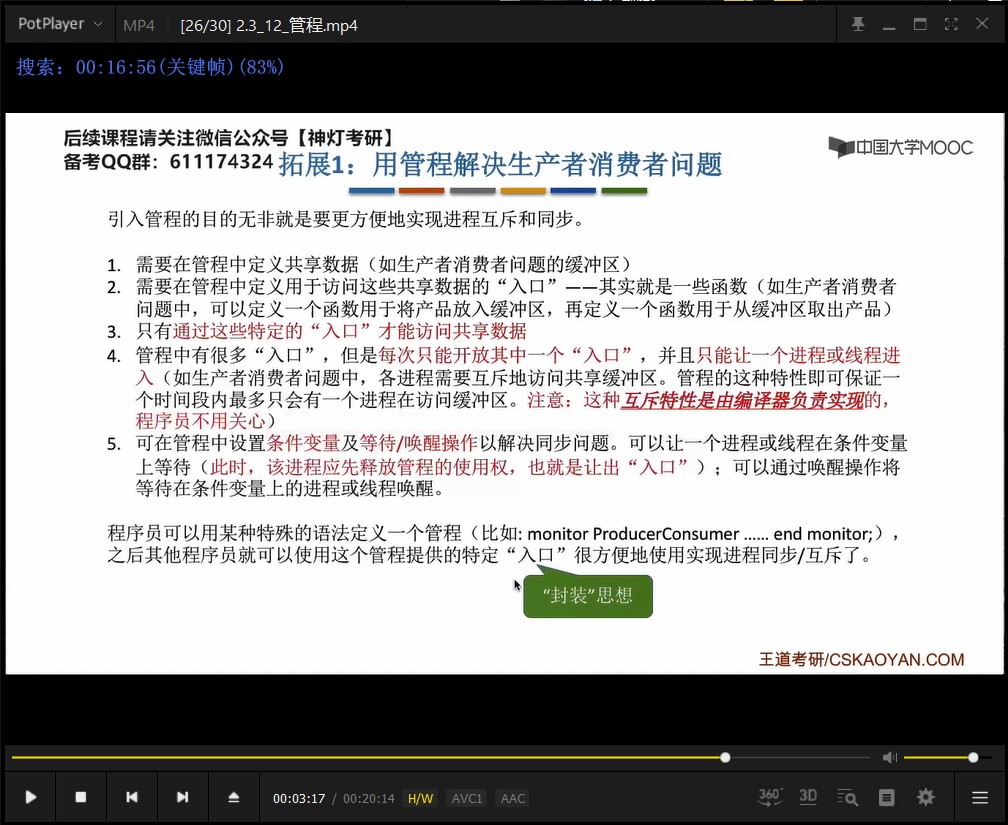 PotPlayer MP4 [26/30] 2.3_12_管程.mp4
搜索：00:16:56(关键帧)(83%)
后续课程请关注微信公众号【神灯考研】
备考QQ群：611174324
拓展1：用管程解决生产者消费者问题
中国大学MOOC
引入管程的目的无非就是要更方便地实现进程互斥和同步。
1. 需要在管程中定义共享数据（如生产者消费者问题的缓冲区）
2. 需要在管程中定义用于访问这些共享数据的“入口”——其实就是一些函数（如生产者消费者
问题中，可以定义一个函数用于将产品放入缓冲区，再定义一个函数用于从缓冲区取出产品）
3. 只有通过这些特定的“入口”才能访问共享数据
4. 管程中有很多“入口”，但是每次只能开放其中一个“入口”，并且只能让一个进程或线程进
入（如生产者消费者问题中，各进程需要互斥地访问共享缓冲区。管程的这种特性即可保证一
个时间段内最多只会有一个进程在访问缓冲区。注意：这种互斥特性是由编译器负责实现的，
程序员不用关心）
5. 可在管程中设置条件变量及等待/唤醒操作以解决同步问题。可以让一个进程或线程在条件变量
上等待（此时，该进程应先释放管程的使用权，也就是让出“入口”）；可以通过唤醒操作将
等待在条件变量上的进程或线程唤醒。
程序员可以用某种特殊的语法定义一个管程（比如: monitor ProducerConsumer …… end monitor;），
之后其他程序员就可以使用这个管程提供的特定“入口”很方便地使用实现进程同步/互斥了。
“封装”思想
王道考研/CSKAOYAN.COM
00:03:17 / 00:20:14 H/W AVC1 AAC 360° 3D